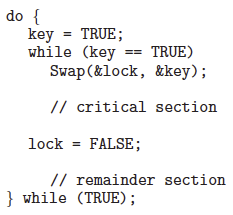 do {
key = TRUE;
while (key == TRUE)
Swap(&lock, &key);
// critical section
lock = FALSE;
// remainder section
} while (TRUE);